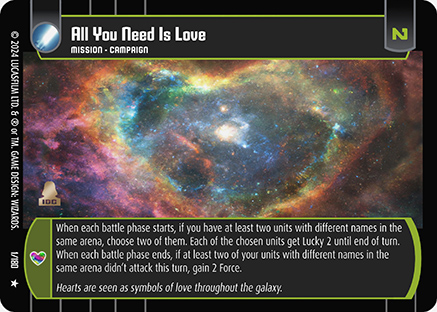 All You Need Is Love
MISSION - CAMPAIGN
N
© 2024 LUCASFILM LTD. & ® or TM. GAME DESIGN: WIZARDS.
IDC
When each battle phase starts, if you have at least two units with different names in the
same arena, choose two of them. Each of the chosen units get Lucky 2 until end of turn.
When each battle phase ends, if at least two of your units with different names in the
same arena didn't attack this turn, gain 2 Force.
Hearts are seen as symbols of love throughout the galaxy.
1/180